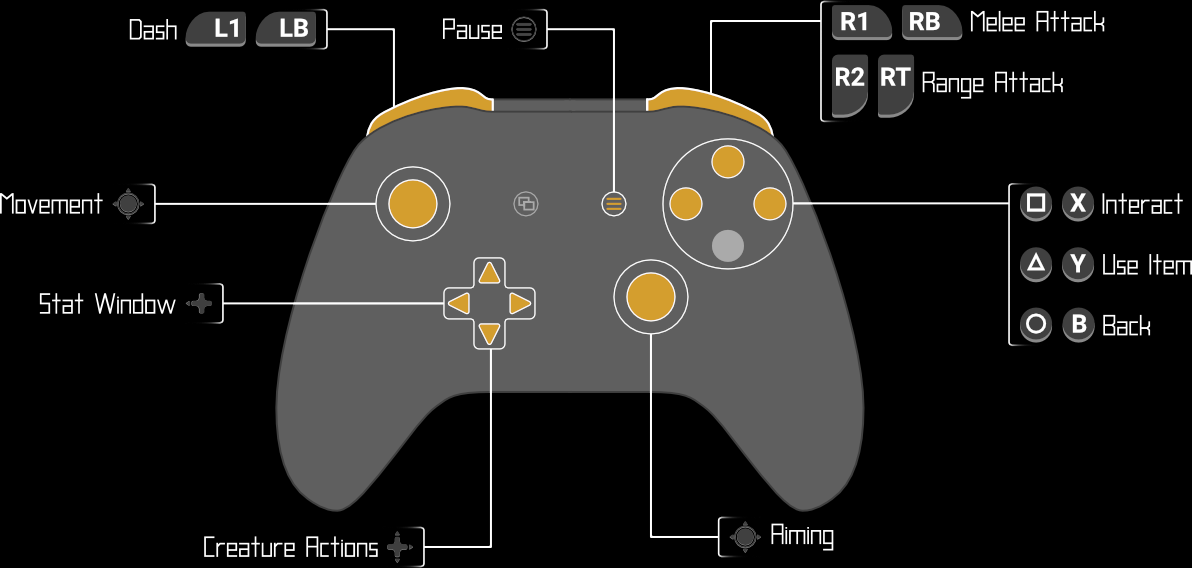 Dash L1 LB
Pause
R1 RB Melee Attack
R2 RT Range Attack
Movement
X Interact
Y Use Item
B Back
Stat Window
Creature Actions
Aiming